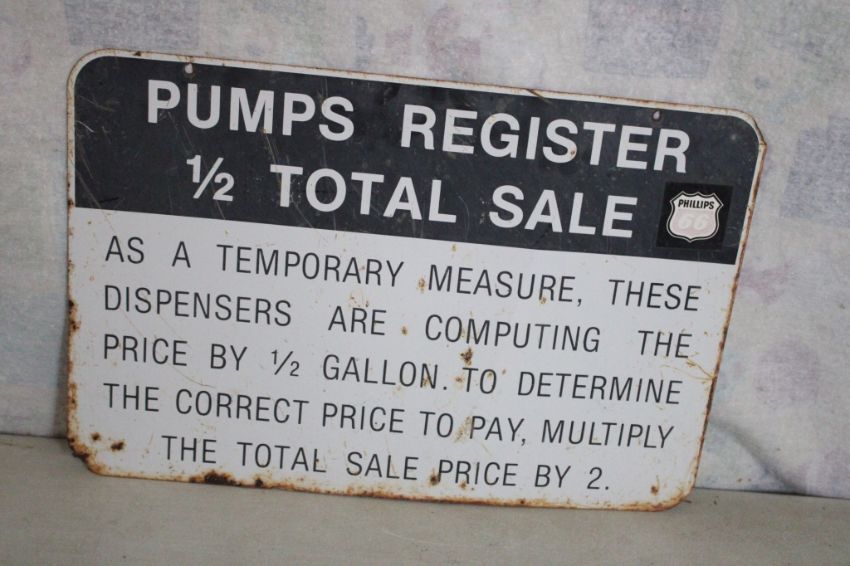 PUMPS REGISTER
½ TOTAL SALE
PHILLIPS
66
AS A TEMPORARY MEASURE, THESE
DISPENSERS ARE COMPUTING THE
PRICE BY ½ GALLON. TO DETERMINE
THE CORRECT PRICE TO PAY, MULTIPLY
THE TOTAL SALE PRICE BY 2.